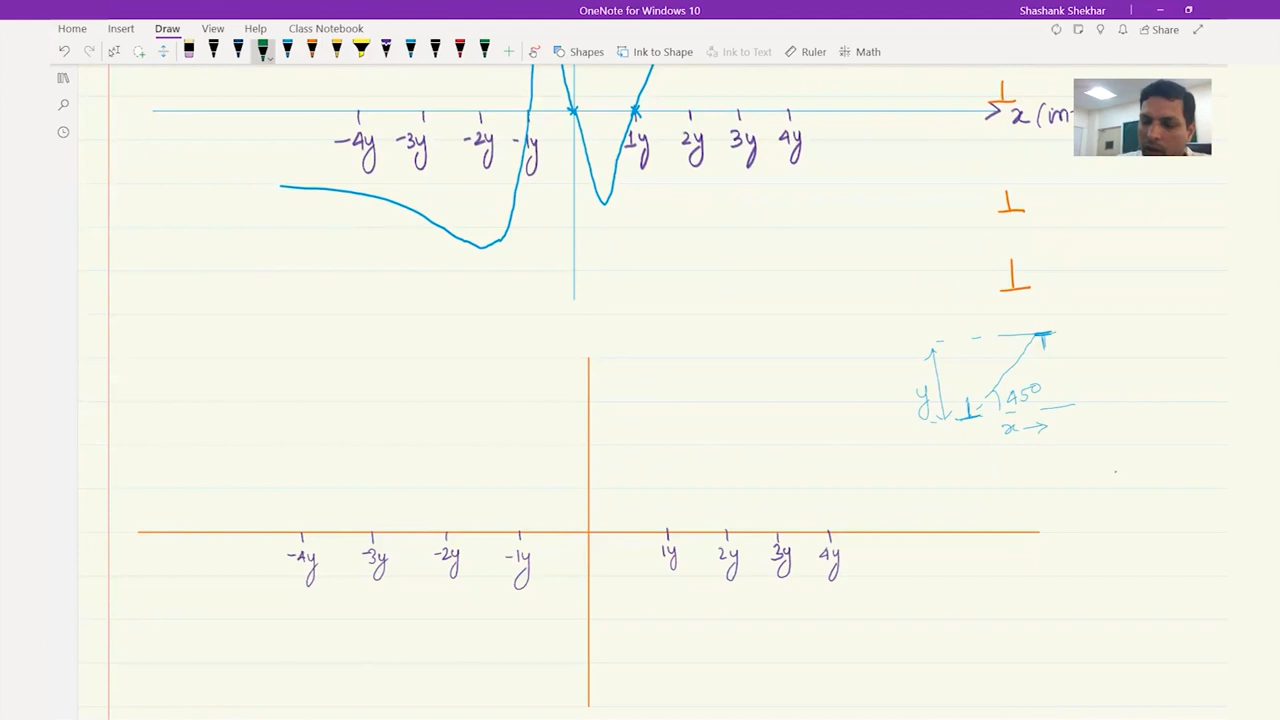 OneNote for Windows 10
Shashank Shekhar
Home Insert Draw View Help Class Notebook
Shapes Ink to Shape Ink to Text Ruler Math Share
x (in
-4y -3y -2y -1y 1y 2y 3y 4y
y 45°
x →
-4y -3y -2y -1y 1y 2y 3y 4y